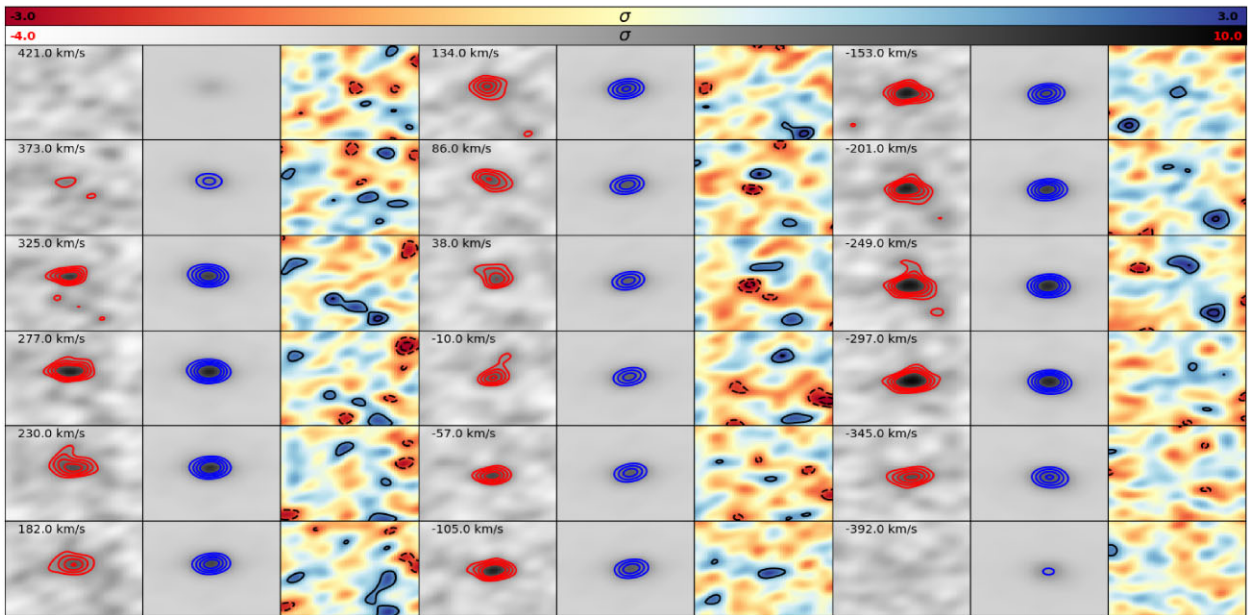 -3.0 σ 3.0
-4.0 σ 10.0
421.0 km/s 134.0 km/s -153.0 km/s
373.0 km/s 86.0 km/s -201.0 km/s
325.0 km/s 38.0 km/s -249.0 km/s
277.0 km/s -10.0 km/s -297.0 km/s
230.0 km/s -57.0 km/s -345.0 km/s
182.0 km/s -105.0 km/s -392.0 km/s